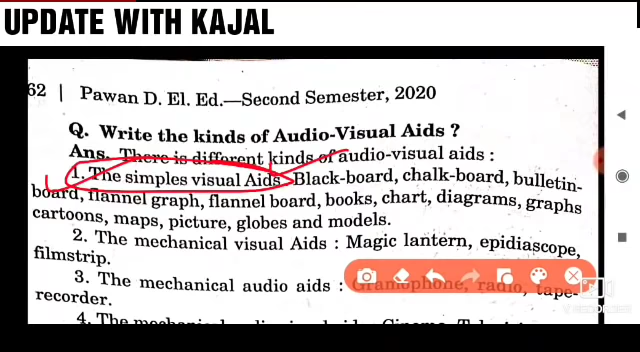 UPDATE WITH KAJAL
62 | Pawan D. El. Ed.—Second Semester, 2020
Q. Write the kinds of Audio-Visual Aids ?
Ans. There is different kinds of audio-visual aids :
1. The simples visual Aids Black-board, chalk-board, bulletin-
board, flannel graph, flannel board, books, chart, diagrams, graphs
cartoons, maps, picture, globes and models.
2. The mechanical visual Aids : Magic lantern, epidiascope,
filmstrip.
3. The mechanical audio aids : Gramophone, radio, tape-
recorder.
4. The